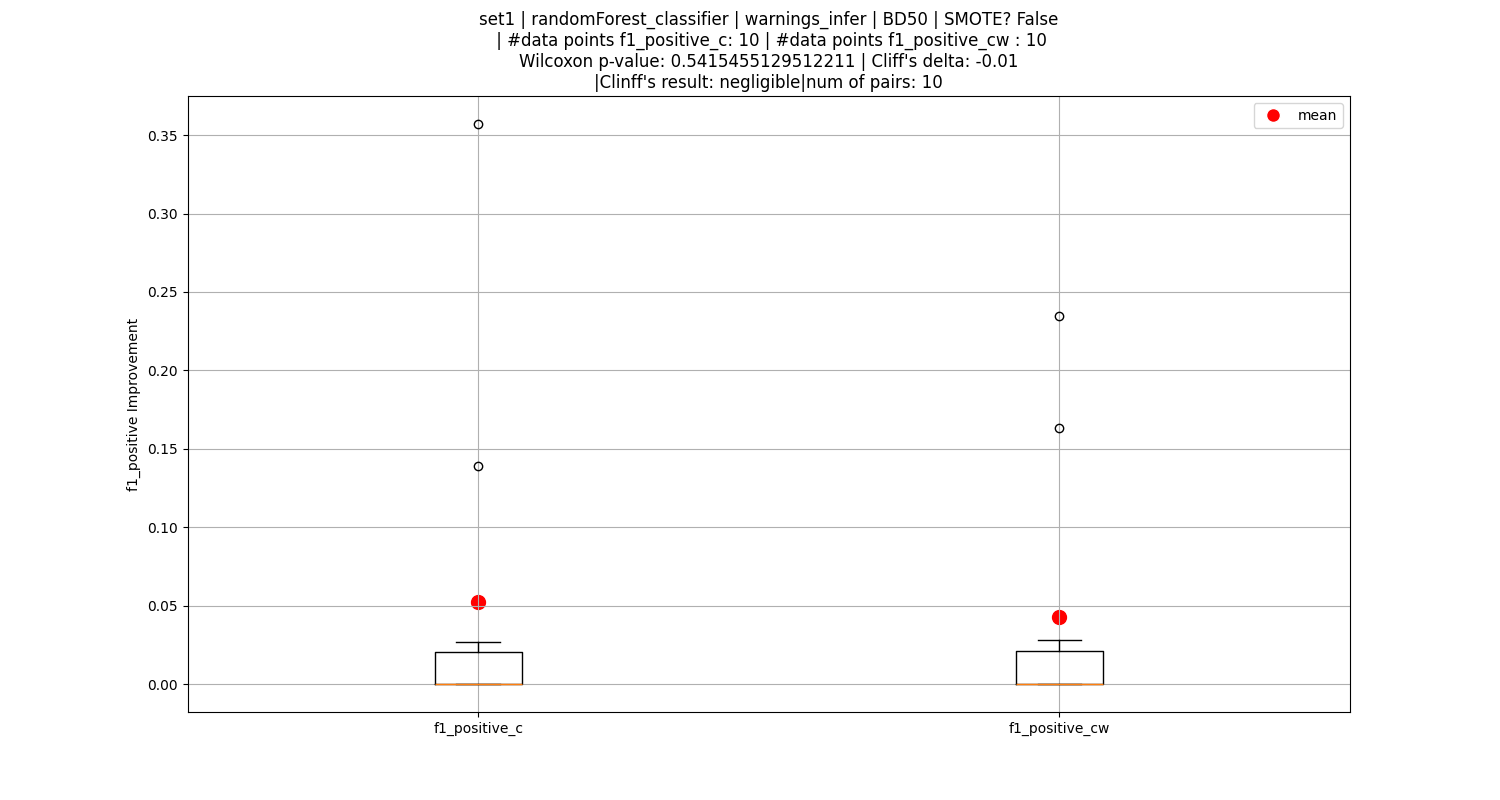 set1 | randomForest_classifier | warnings_infer | BD50 | SMOTE? False
| #data points f1_positive_c: 10 | #data points f1_positive_cw : 10
Wilcoxon p-value: 0.5415455129512211 | Cliff's delta: -0.01
|Clinff's result: negligible|num of pairs: 10
mean
0.35
0.30
0.25
0.20
0.15
0.10
0.05
0.00
f1_positive Improvement
f1_positive_c
f1_positive_cw